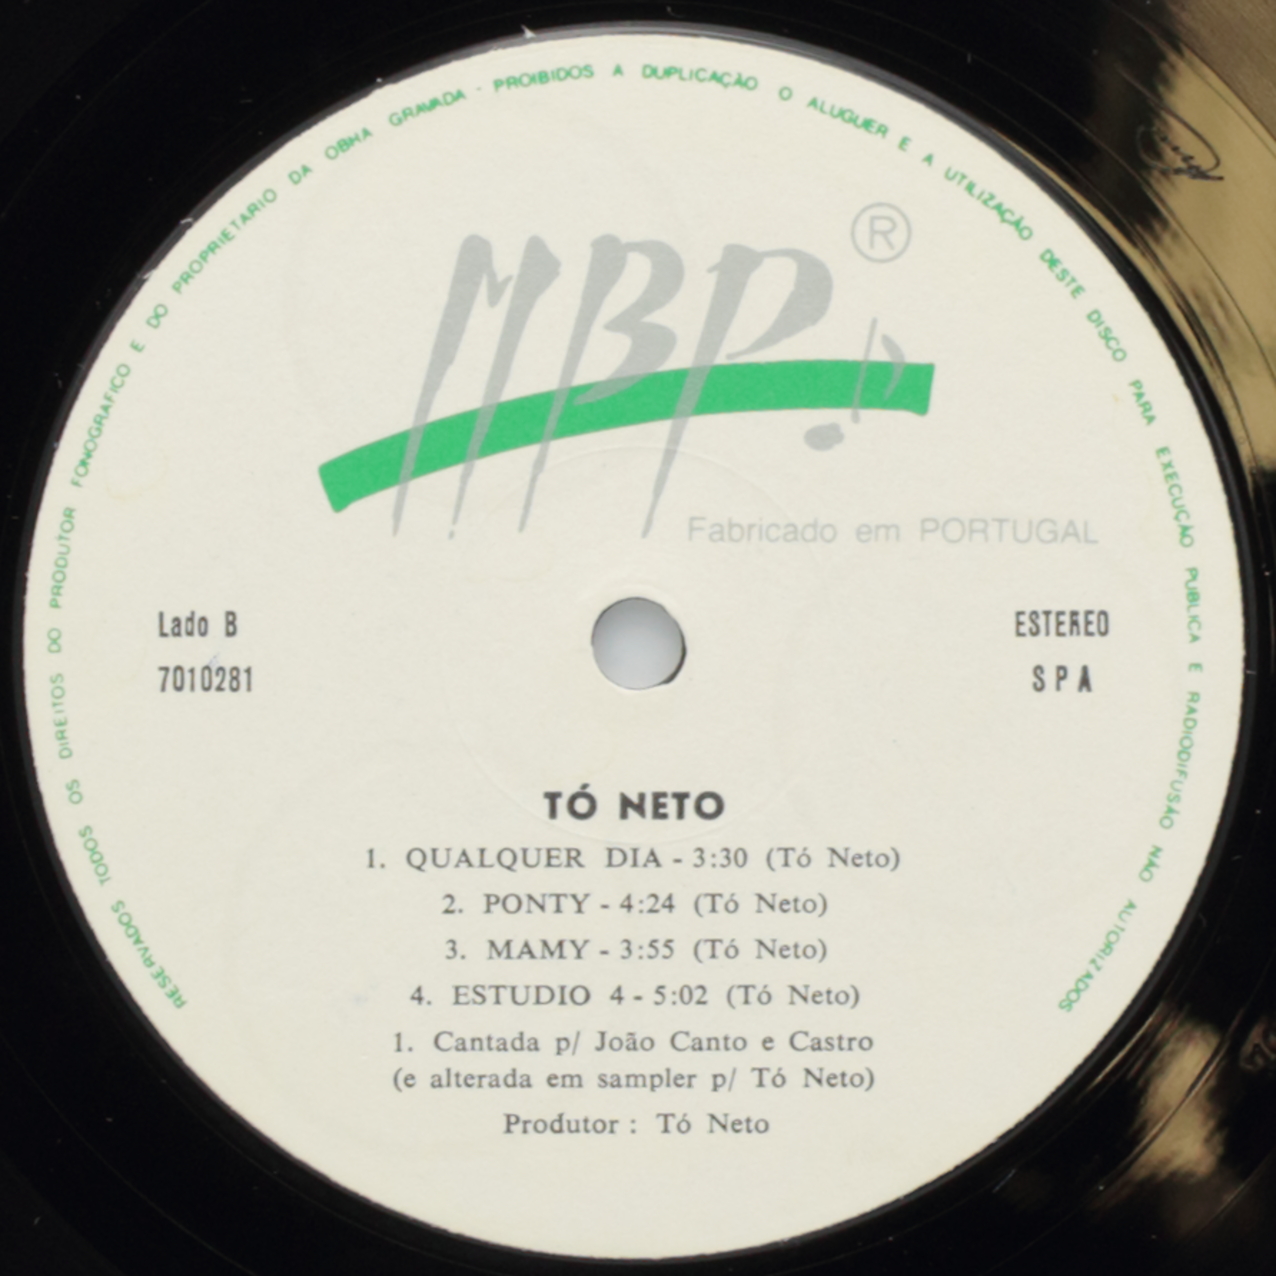 RESERVADOS TODOS OS DIREITOS DO PRODUTOR FONOGRAFICO E DO PROPRIETARIO DA OBRA GRAVADA - PROIBIDOS A DUPLICAÇÃO O ALUGUER E A UTILIZAÇÃO DESTE DISCO PARA EXECUÇÃO PUBLICA E RADIODIFUSÃO NÃO AUTORIZADOS
MBP ®
Fabricado em PORTUGAL
Lado B
7010281
ESTEREO
SPA
TÓ NETO
1. QUALQUER DIA - 3:30 (Tó Neto)
2. PONTY - 4:24 (Tó Neto)
3. MAMY - 3:55 (Tó Neto)
4. ESTUDIO 4 - 5:02 (Tó Neto)
1. Cantada p/ João Canto e Castro
(e alterada em sampler p/ Tó Neto)
Produtor : Tó Neto